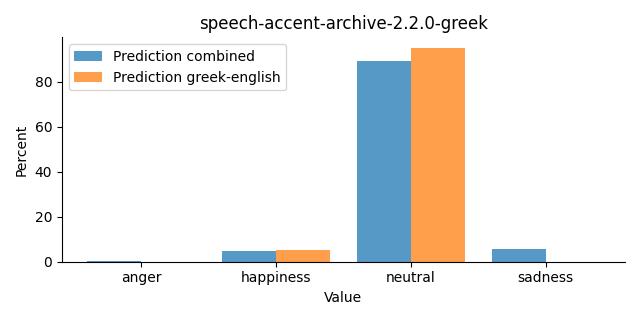 speech-accent-archive-2.2.0-greek
Prediction combined
Prediction greek-english
Percent
80
60
40
20
0
anger happiness neutral sadness
Value